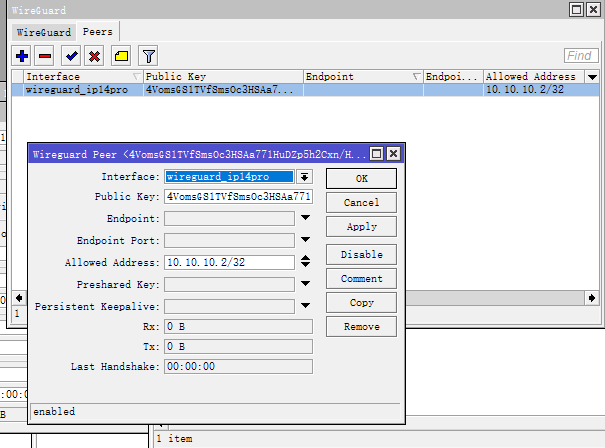 WireGuard
WireGuard Peers
Find
Interface Public Key Endpoint Endpoi... Allowed Address
wireguard_ip14pro 4VomsGS1TVfSmsOc3HSAa7... 10.10.10.2/32
Wireguard Peer <4VomsGS1TVfSmsOc3HSAa771HuDZp5h2Cxn/H...
Interface: wireguard_ip14pro OK
Public Key: 4VomsGS1TVfSmsOc3HSAa771 Cancel
Endpoint: Apply
Endpoint Port:
Disable
Allowed Address: 10.10.10.2/32
Comment
Preshared Key:
Copy
Persistent Keepalive:
Rx: 0 B Remove
Tx: 0 B
Last Handshake: 00:00:00
enabled
1
:00:0
B
1 item